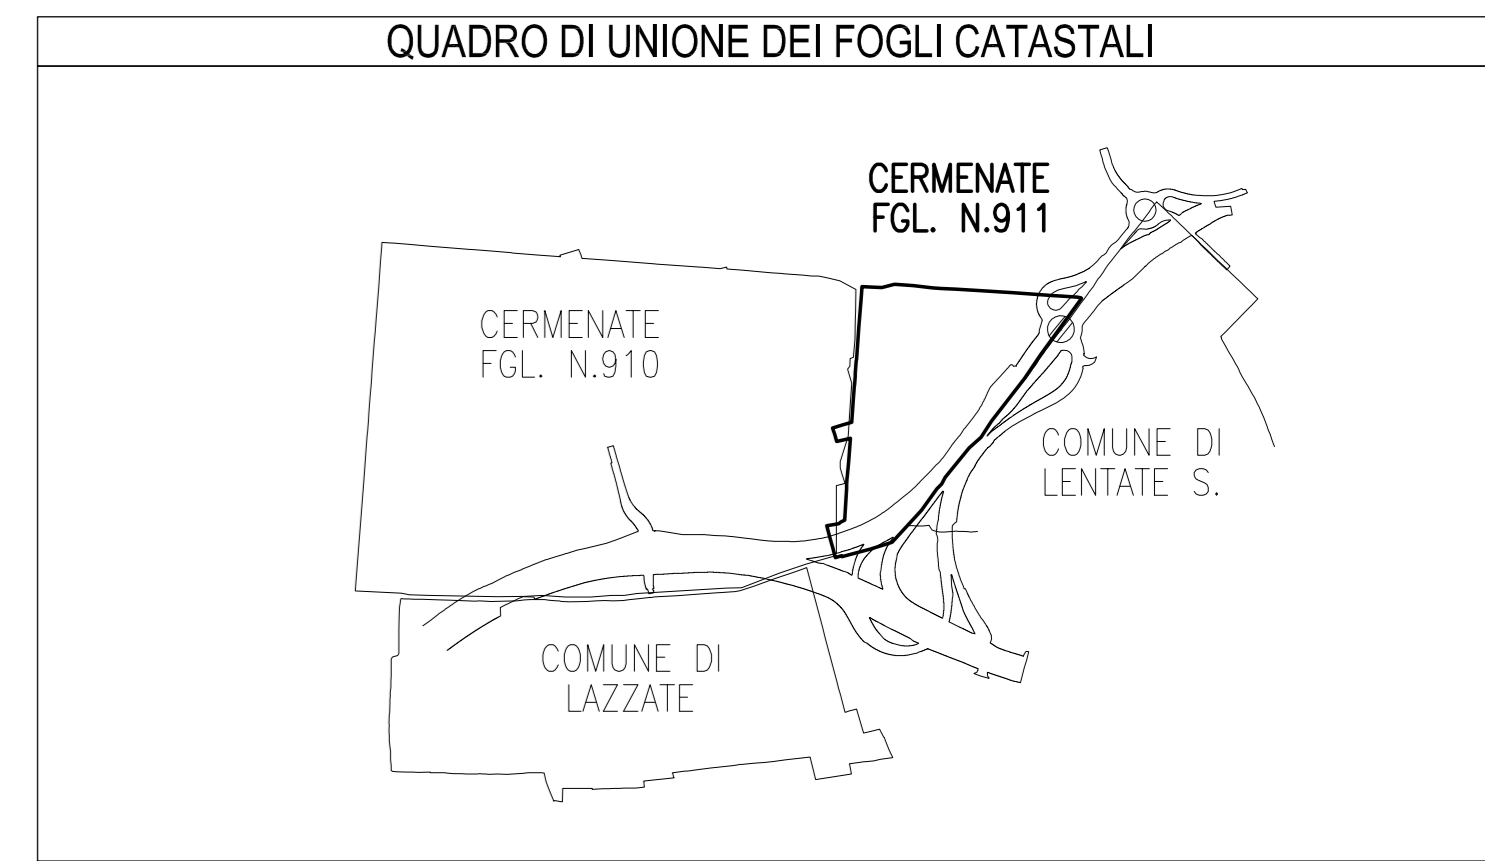 QUADRO DI UNIONE DEI FOGLI CATASTALI
CERMENATE
FGL. N.911
CERMENATE
FGL. N.910
COMUNE DI
LENTATE S.
COMUNE DI
LAZZATE